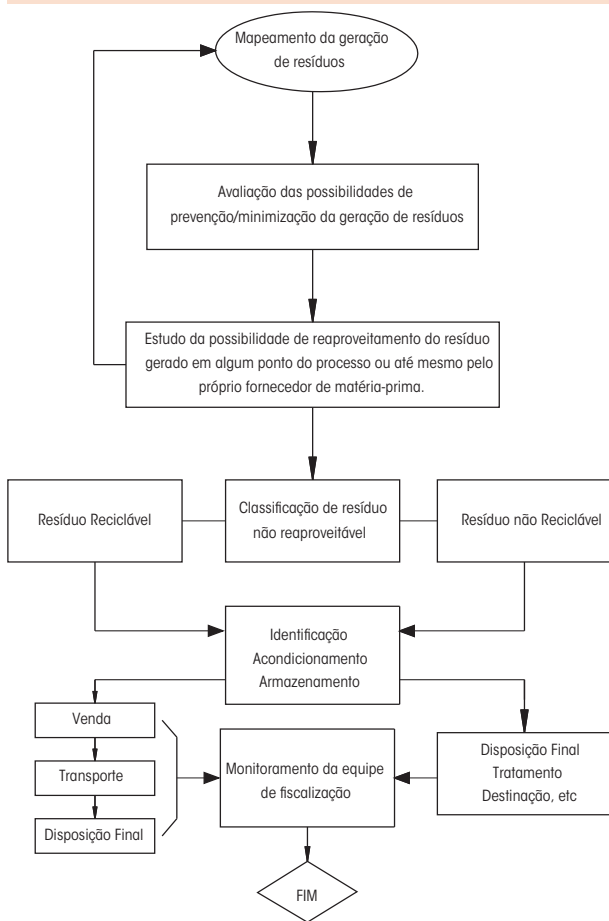 Mapeamento da geração
de resíduos
Avaliação das possibilidades de
prevenção/minimização da geração de resíduos
Estudo da possibilidade de reaproveitamento do resíduo
gerado em algum ponto do processo ou até mesmo pelo
próprio fornecedor de matéria-prima.
Resíduo Reciclável
Classificação de resíduo
não reaproveitável
Resíduo não Reciclável
Identificação
Acondicionamento
Armazenamento
Venda
Transporte
Disposição Final
Monitoramento da equipe
de fiscalização
Disposição Final
Tratamento
Destinação, etc
FIM